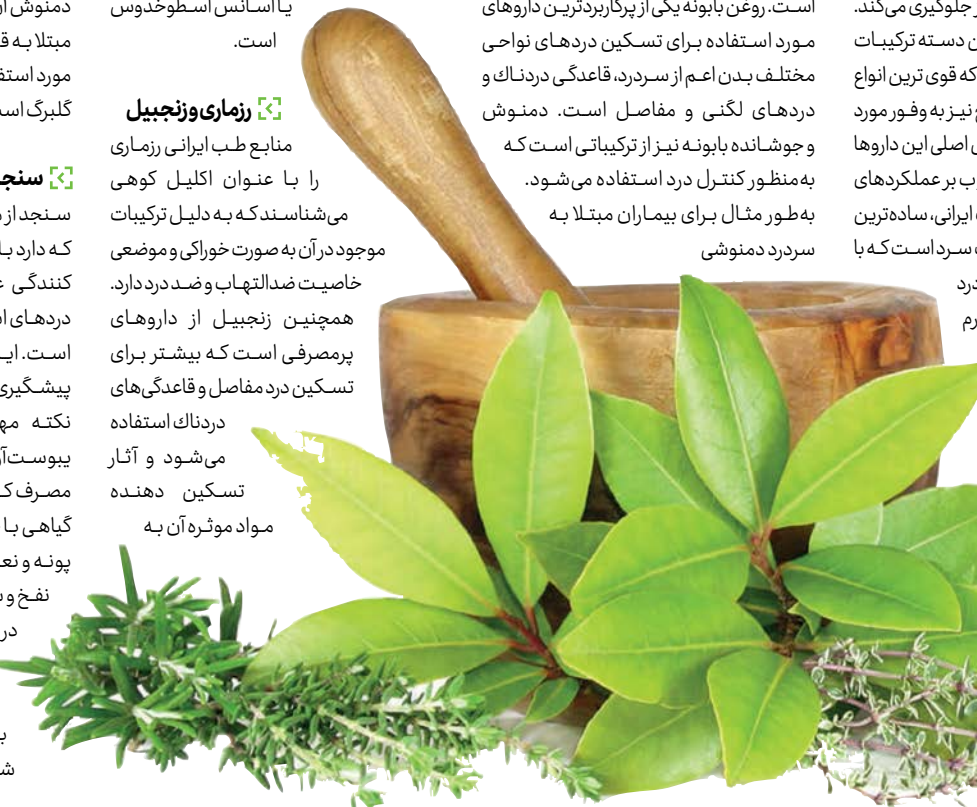 جلوگیری می‌کند.
دسته ترکیبات
که قوی ترین انواع
نیز به وفور مورد
اصلی این داروها
بر عملکردهای
ایرانی، ساده‌ترین
سرد است که با
است. روغن بابونه یکی از پرکاربردترین داروهای
مورد استفاده برای تسکین دردهای نواحی
مختلف بدن اعم از سردرد، قاعدگی دردناك و
دردهای لگنی و مفاصل است. دمنوش
و جوشانده بابونه نیز از ترکیباتی است که
به‌منظور کنترل درد استفاده می‌شود.
به‌طور مثال برای بیماران مبتلا به
سردرد دمنوشی
یا اسانس اسطوخدوس
است.
رزماری و زنجبیل
منابع طب ایرانی رزماری
را با عنوان اکلیل کوهی
می‌شناسند که به دلیل ترکیبات
موجود در آن به صورت خوراکی و موضعی
خاصیت ضدالتهاب و ضد درد دارد.
همچنین زنجبیل از داروهای
پرمصرفی است که بیشتر برای
تسکین درد مفاصل و قاعدگی‌های
دردناك استفاده
می‌شود و آثار
تسکین دهنده
مواد موثره آن به
دمنوش
مبتلا به
مورد
گلبرگ
سنجد از
که دارد
کنندگی
دردهای
است.
پیشگیری
نکته
یبوست
مصرف
گیاهی با
پونه و
نفخ و